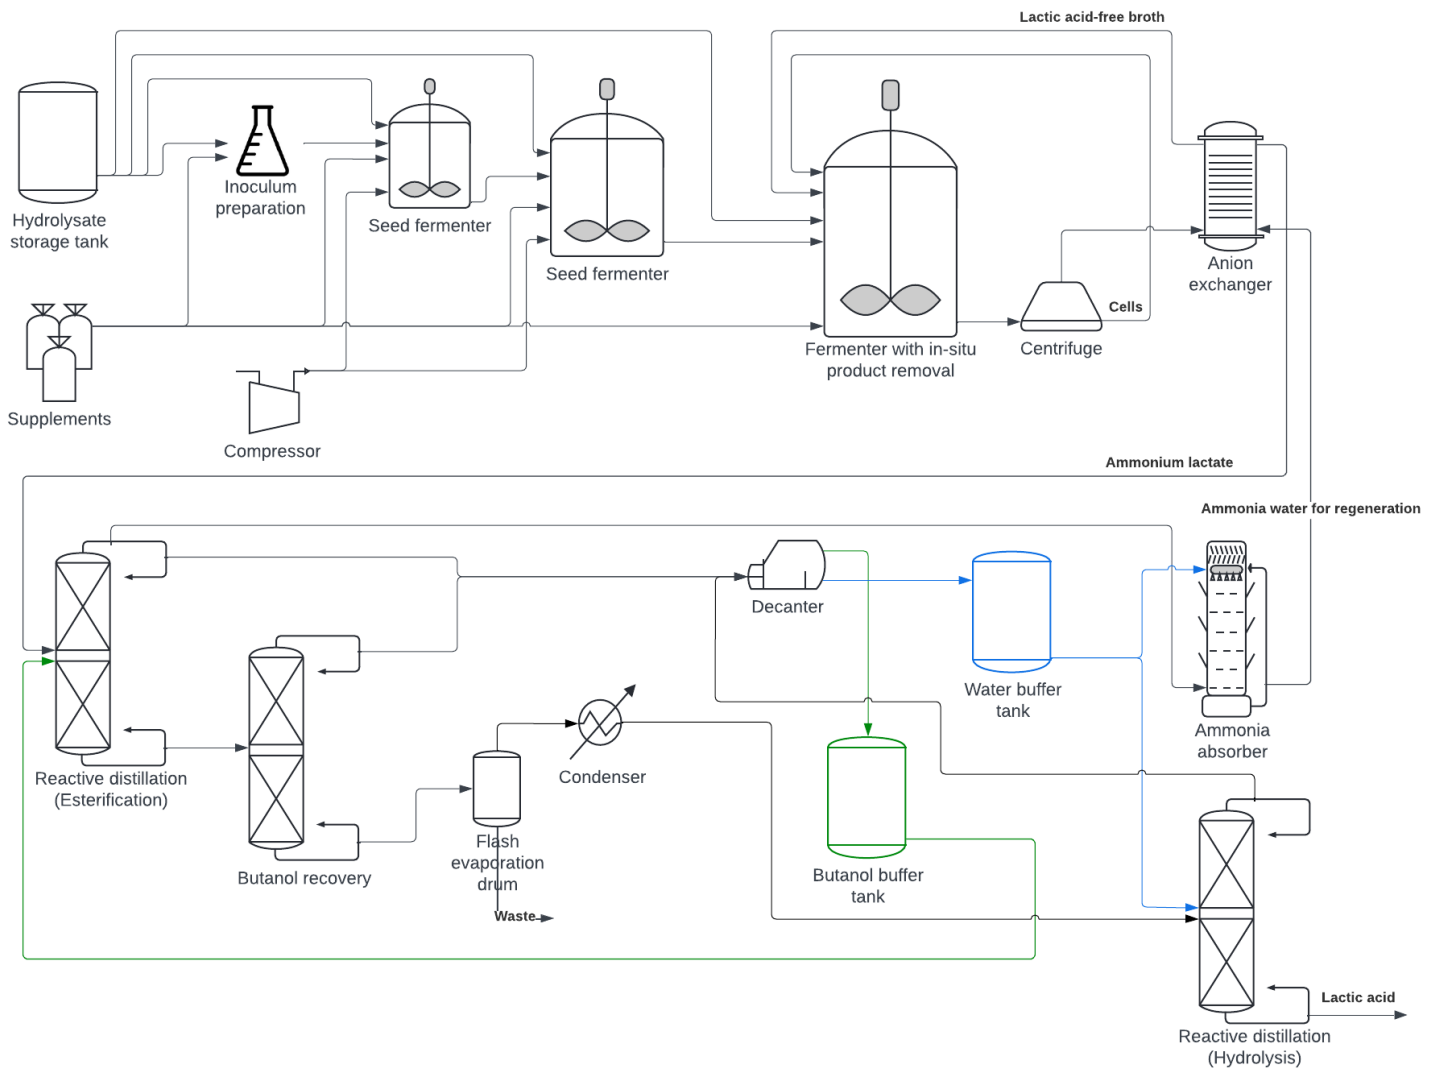 Lactic acid-free broth
Hydrolysate
storage tank
Inoculum
preparation
Seed fermenter
Seed fermenter
Fermenter with in-situ
product removal
Cells
Centrifuge
Anion
exchanger
Supplements
Compressor
Ammonium lactate
Ammonia water for regeneration
Reactive distillation
(Esterification)
Butanol recovery
Flash
evaporation
drum
Waste
Condenser
Decanter
Butanol buffer
tank
Water buffer
tank
Ammonia
absorber
Lactic acid
Reactive distillation
(Hydrolysis)